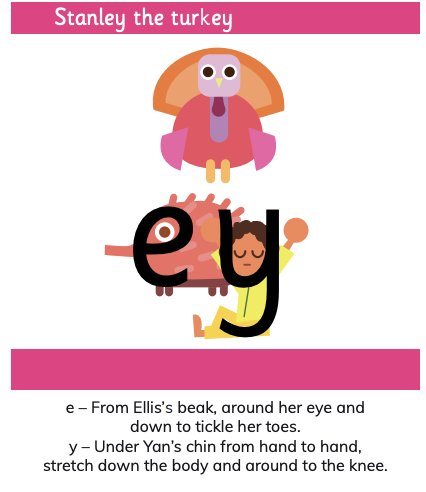 Stanley the turkey
ey
e – From Ellis's beak, around her eye and
down to tickle her toes.
y – Under Yan's chin from hand to hand,
stretch down the body and around to the knee.